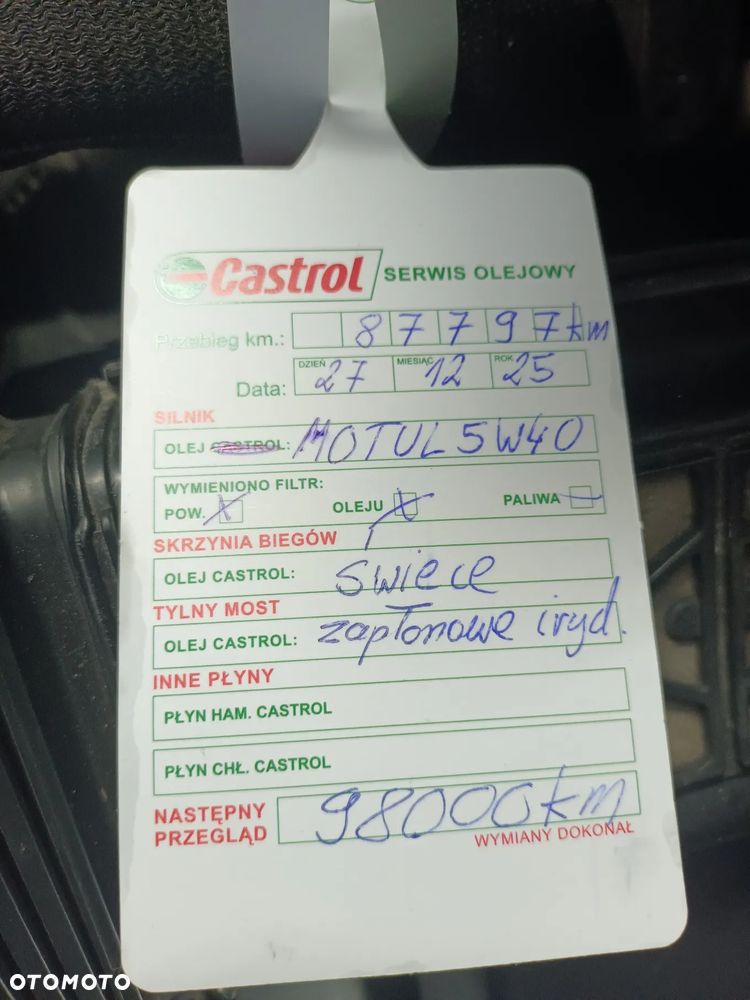 Castrol SERWIS OLEJOWY
Przebieg km.: 87797km
DZIEŃ MIESIĄC ROK
Data: 27 12 25
SILNIK
OLEJ CASTROL: MOTUL 5W40
WYMIENIONO FILTR:
POW. X OLEJU X PALIWA –
SKRZYNIA BIEGÓW
OLEJ CASTROL: świece
TYLNY MOST
OLEJ CASTROL: zapłonowe iryd.
INNE PŁYNY
PŁYN HAM. CASTROL
PŁYN CHŁ. CASTROL
NASTĘPNY
PRZEGLĄD 98000km
WYMIANY DOKONAŁ
OTOMOTO